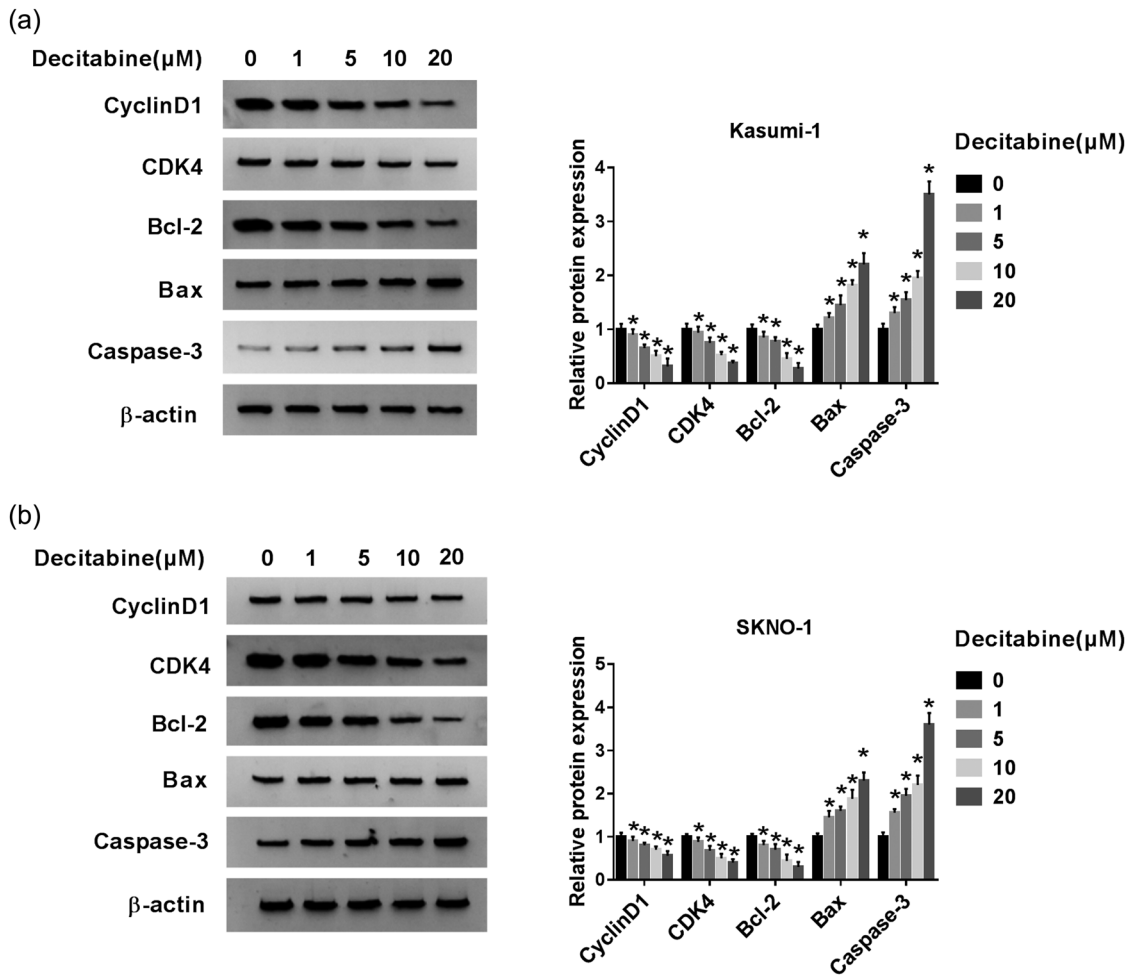 (a)
Decitabine(μM) 0 1 5 10 20
CyclinD1
CDK4
Bcl-2
Bax
Caspase-3
β-actin
Kasumi-1
Relative protein expression
4
3
2
1
0
* * * *
* * * *
* * * *
* * * *
* * * *
CyclinD1 CDK4 Bcl-2 Bax Caspase-3
Decitabine(μM)
0
1
5
10
20
(b)
Decitabine(μM) 0 1 5 10 20
CyclinD1
CDK4
Bcl-2
Bax
Caspase-3
β-actin
SKNO-1
Relative protein expression
5
4
3
2
1
0
* * * *
* * * *
* * * *
* * * *
* * * *
CyclinD1 CDK4 Bcl-2 Bax Caspase-3
Decitabine(μM)
0
1
5
10
20